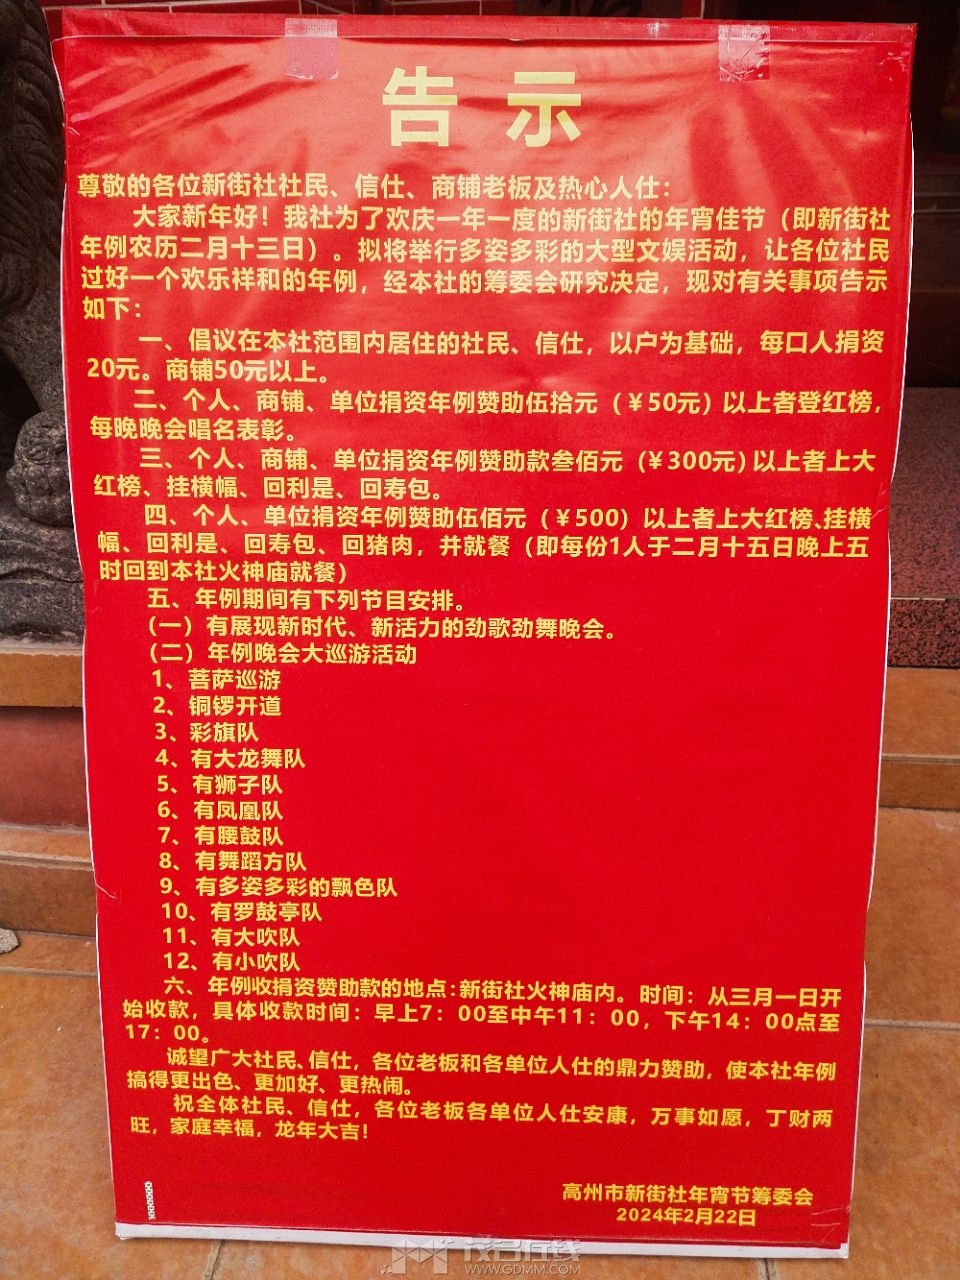 告示
尊敬的各位新街社社民、信仕、商铺老板及热心人仕：
大家新年好！我社为了欢庆一年一度的新街社的年宵佳节（即新街社
年例农历二月十三日）。拟将举行多姿多彩的大型文娱活动，让各位社民
过好一个欢乐祥和的年例，经本社的筹委会研究决定，现对有关事项告示
如下：
一、倡议在本社范围内居住的社民、信仕，以户为基础，每口人捐资
20元。商铺50元以上。
二、个人、商铺、单位捐资年例赞助伍拾元（￥50元）以上者登红榜，
每晚晚会唱名表彰。
三、个人、商铺、单位捐资年例赞助款叁佰元（￥300元）以上者上大
红榜、挂横幅、回利是、回寿包。
四、个人、单位捐资年例赞助伍佰元（￥500）以上者上大红榜、挂横
幅、回利是、回寿包、回猪肉，并就餐（即每份1人于二月十五日晚上五
时回到本社火神庙就餐）
五、年例期间有下列节目安排。
（一）有展现新时代、新活力的劲歌劲舞晚会。
（二）年例晚会大巡游活动
1、菩萨巡游
2、铜锣开道
3、彩旗队
4、有大龙舞队
5、有狮子队
6、有凤凰队
7、有腰鼓队
8、有舞蹈方队
9、有多姿多彩的飘色队
10、有罗鼓亭队
11、有大吹队
12、有小吹队
六、年例收捐资赞助款的地点：新街社火神庙内。时间：从三月一日开
始收款，具体收款时间：早上7：00至中午11：00，下午14：00点至
17：00。
诚望广大社民、信仕，各位老板和各单位人仕的鼎力赞助，使本社年例
搞得更出色、更加好、更热闹。
祝全体社民、信仕，各位老板各单位人仕安康，万事如愿，丁财两
旺，家庭幸福，龙年大吉！
高州市新街社年宵节筹委会
2024年2月22日
茂名在线
WWW.GDMM.COM